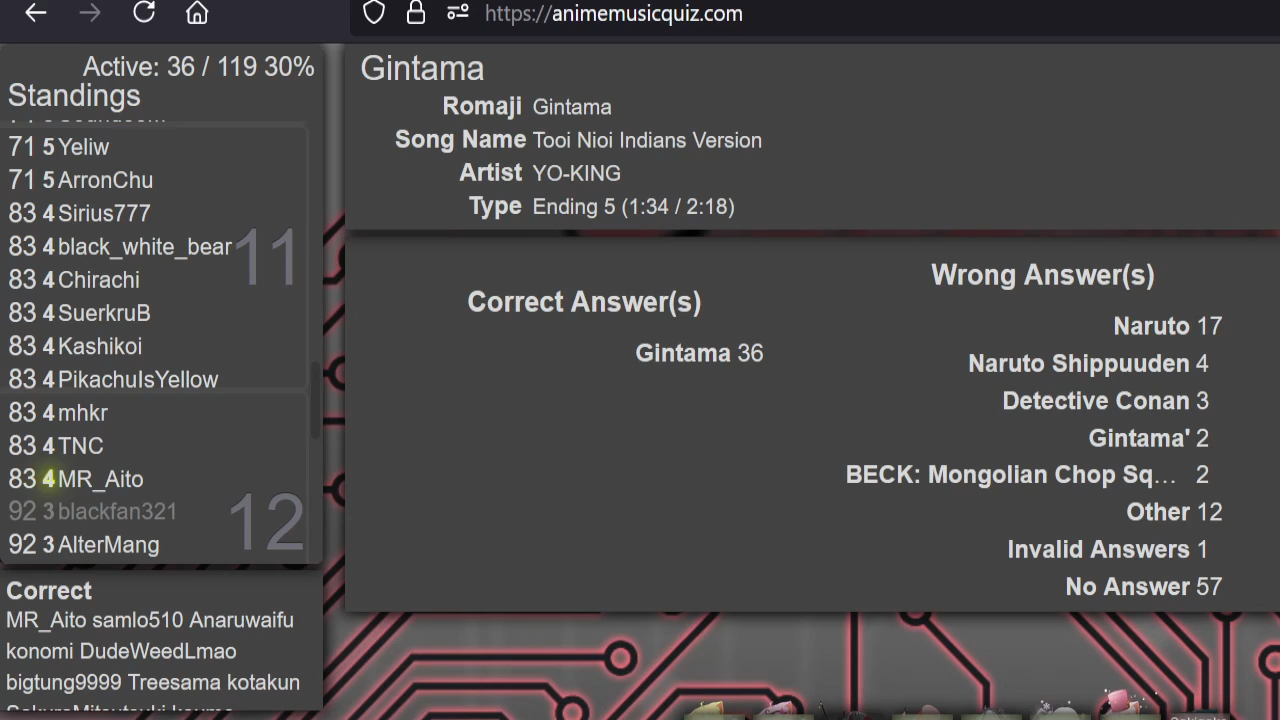 https://animemusicquiz.com
Active: 36 / 119 30%
Standings
71 5 Yeliw
71 5 ArronChu
83 4 Sirius777
83 4 black_white_bear
11
83 4 Chirachi
83 4 SuerkruB
83 4 Kashikoi
83 4 PikachuIsYellow
83 4 mhkr
83 4 TNC
83 4 MR_Aito
92 3 blackfan321
12
92 3 AlterMang
Correct
MR_Aito samlo510 Anaruwaifu
konomi DudeWeedLmao
bigtung9999 Treesama kotakun
Gintama
Romaji Gintama
Song Name Tooi Nioi Indians Version
Artist YO-KING
Type Ending 5 (1:34 / 2:18)
Correct Answer(s)
Gintama 36
Wrong Answer(s)
Naruto 17
Naruto Shippuuden 4
Detective Conan 3
Gintama' 2
BECK: Mongolian Chop Sq... 2
Other 12
Invalid Answers 1
No Answer 57